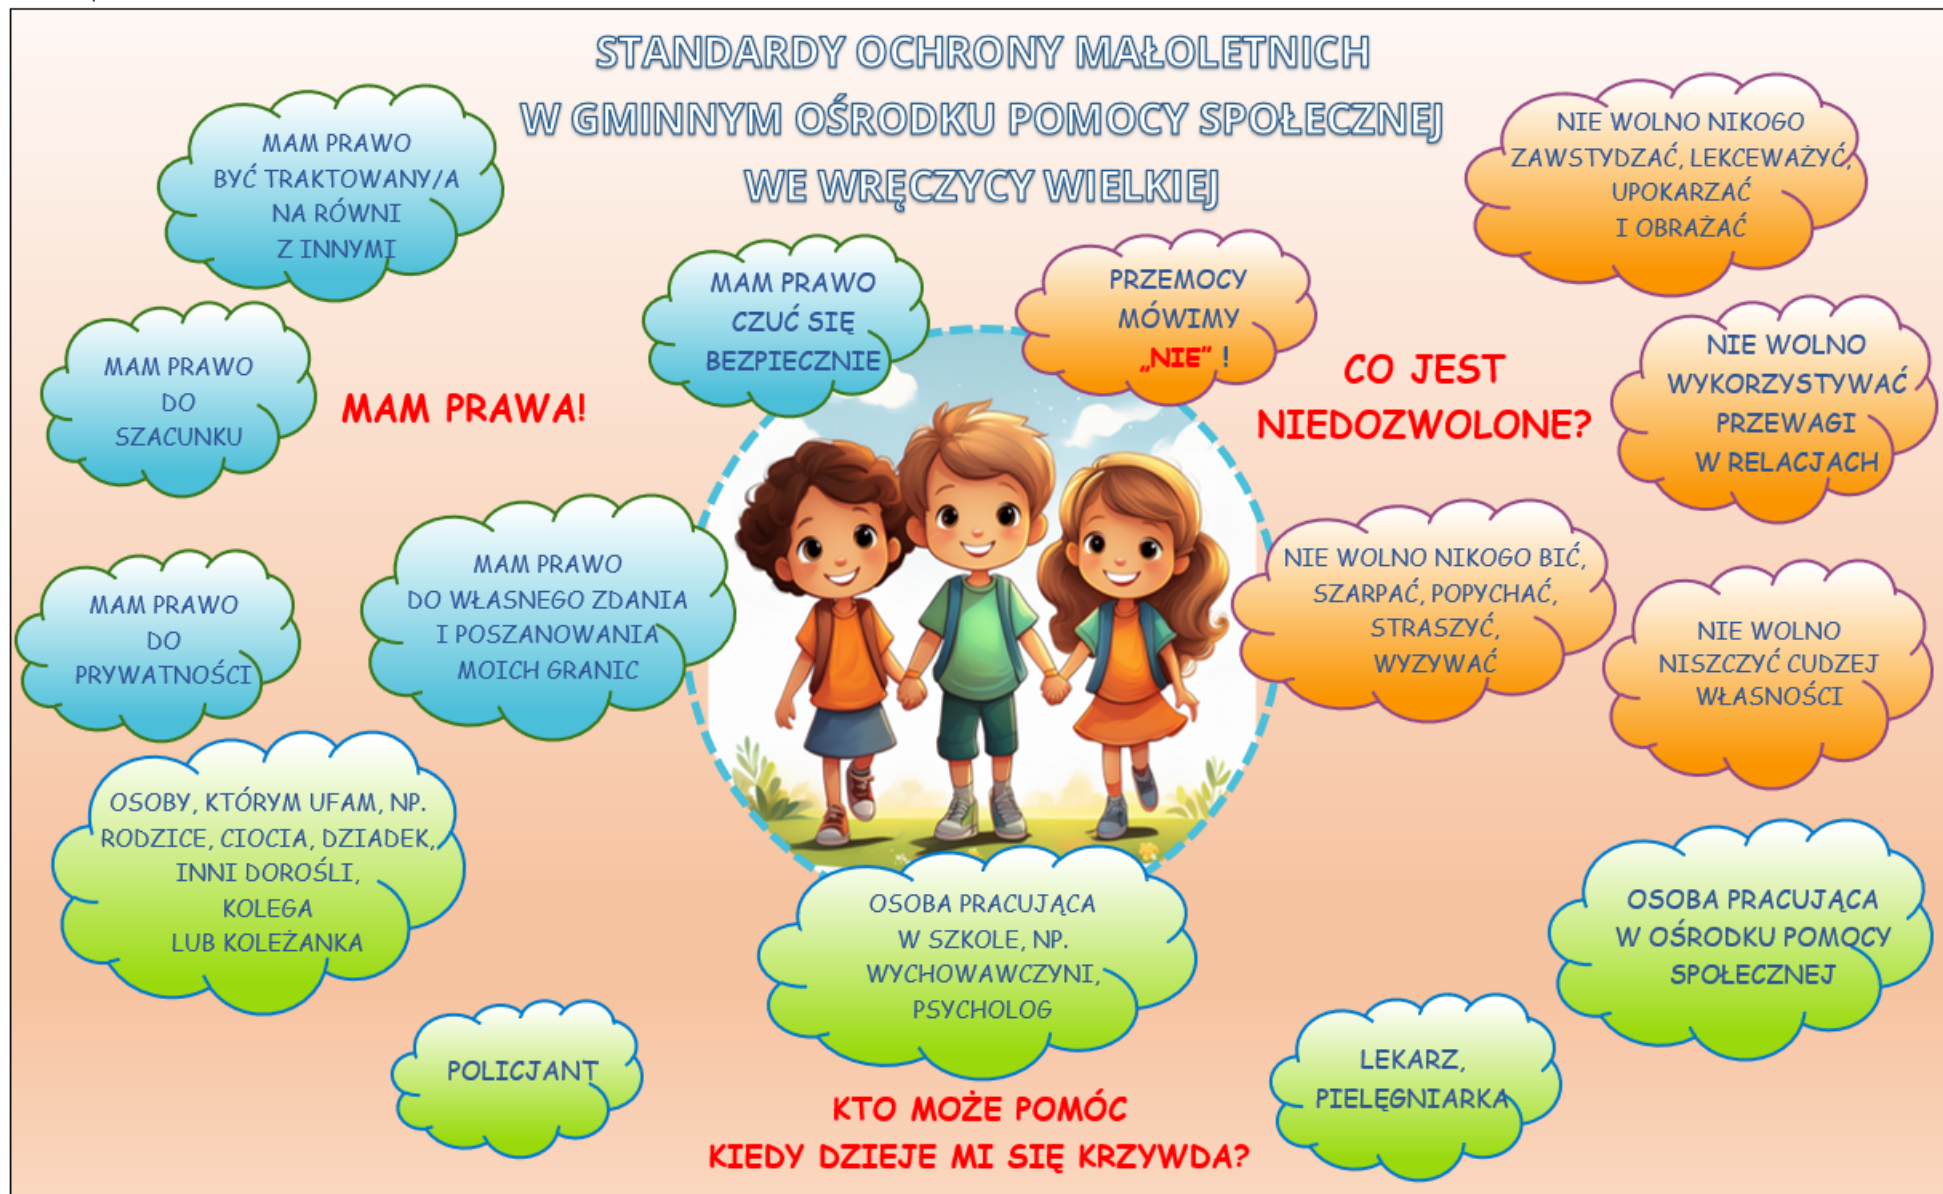 STANDARDY OCHRONY MAŁOLETNICH
W GMINNYM OŚRODKU POMOCY SPOŁECZNEJ
WE WRĘCZYCY WIELKIEJ
MAM PRAWA!
MAM PRAWO
BYĆ TRAKTOWANY/A
NA RÓWNI
Z INNYMI
MAM PRAWO
DO
SZACUNKU
MAM PRAWO
CZUĆ SIĘ
BEZPIECZNIE
MAM PRAWO
DO
PRYWATNOŚCI
MAM PRAWO
DO WŁASNEGO ZDANIA
I POSZANOWANIA
MOICH GRANIC
CO JEST
NIEDOZWOLONE?
PRZEMOCY
MÓWIMY
„NIE” !
NIE WOLNO NIKOGO
ZAWSTYDZAĆ, LEKCEWAŻYĆ,
UPOKARZAĆ
I OBRAŻAĆ
NIE WOLNO
WYKORZYSTYWAĆ
PRZEWAGI
W RELACJACH
NIE WOLNO NIKOGO BIĆ,
SZARPAĆ, POPYCHAĆ,
STRASZYĆ,
WYZYWAĆ
NIE WOLNO
NISZCZYĆ CUDZEJ
WŁASNOŚCI
OSOBY, KTÓRYM UFAM, NP.
RODZICE, CIOCIA, DZIADEK,
INNI DOROŚLI,
KOLEGA
LUB KOLEŻANKA
POLICJANT
OSOBA PRACUJĄCA
W SZKOLE, NP.
WYCHOWAWCZYNI,
PSYCHOLOG
LEKARZ,
PIELĘGNIARKA
OSOBA PRACUJĄCA
W OŚRODKU POMOCY
SPOŁECZNEJ
KTO MOŻE POMÓC
KIEDY DZIEJE MI SIĘ KRZYWDA?